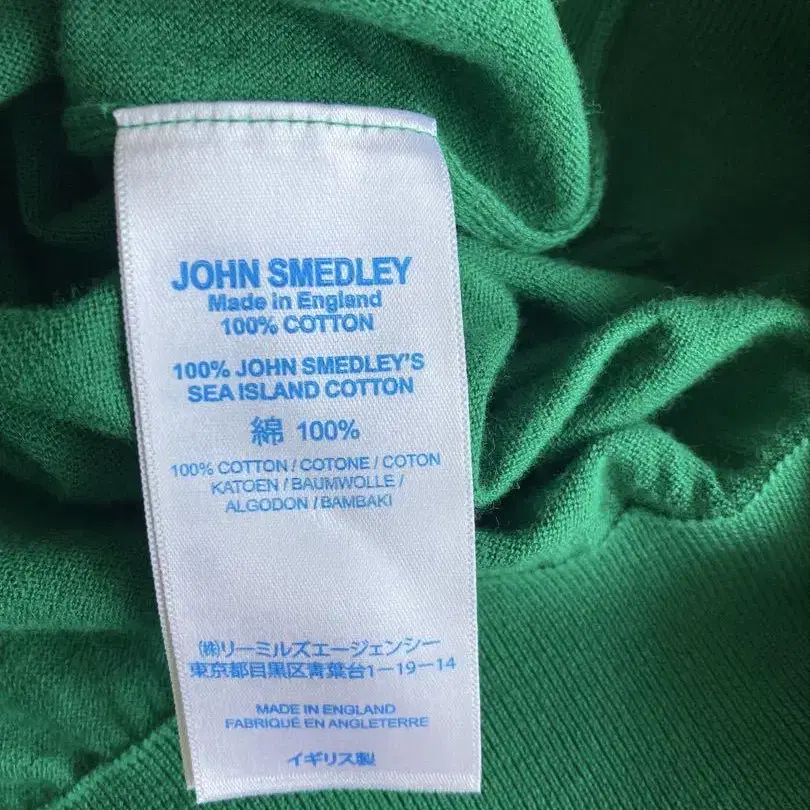 JOHN SMEDLEY
Made in England
100% COTTON
100% JOHN SMEDLEY'S
SEA ISLAND COTTON
綿 100%
100% COTTON / COTONE / COTON
KATOEN / BAUMWOLLE /
ALGODON / BAMBAKI
㈱リーミルズエージェンシー
東京都目黒区青葉台1-19-14
MADE IN ENGLAND
FABRIQUÉ EN ANGLETERRE
イギリス製